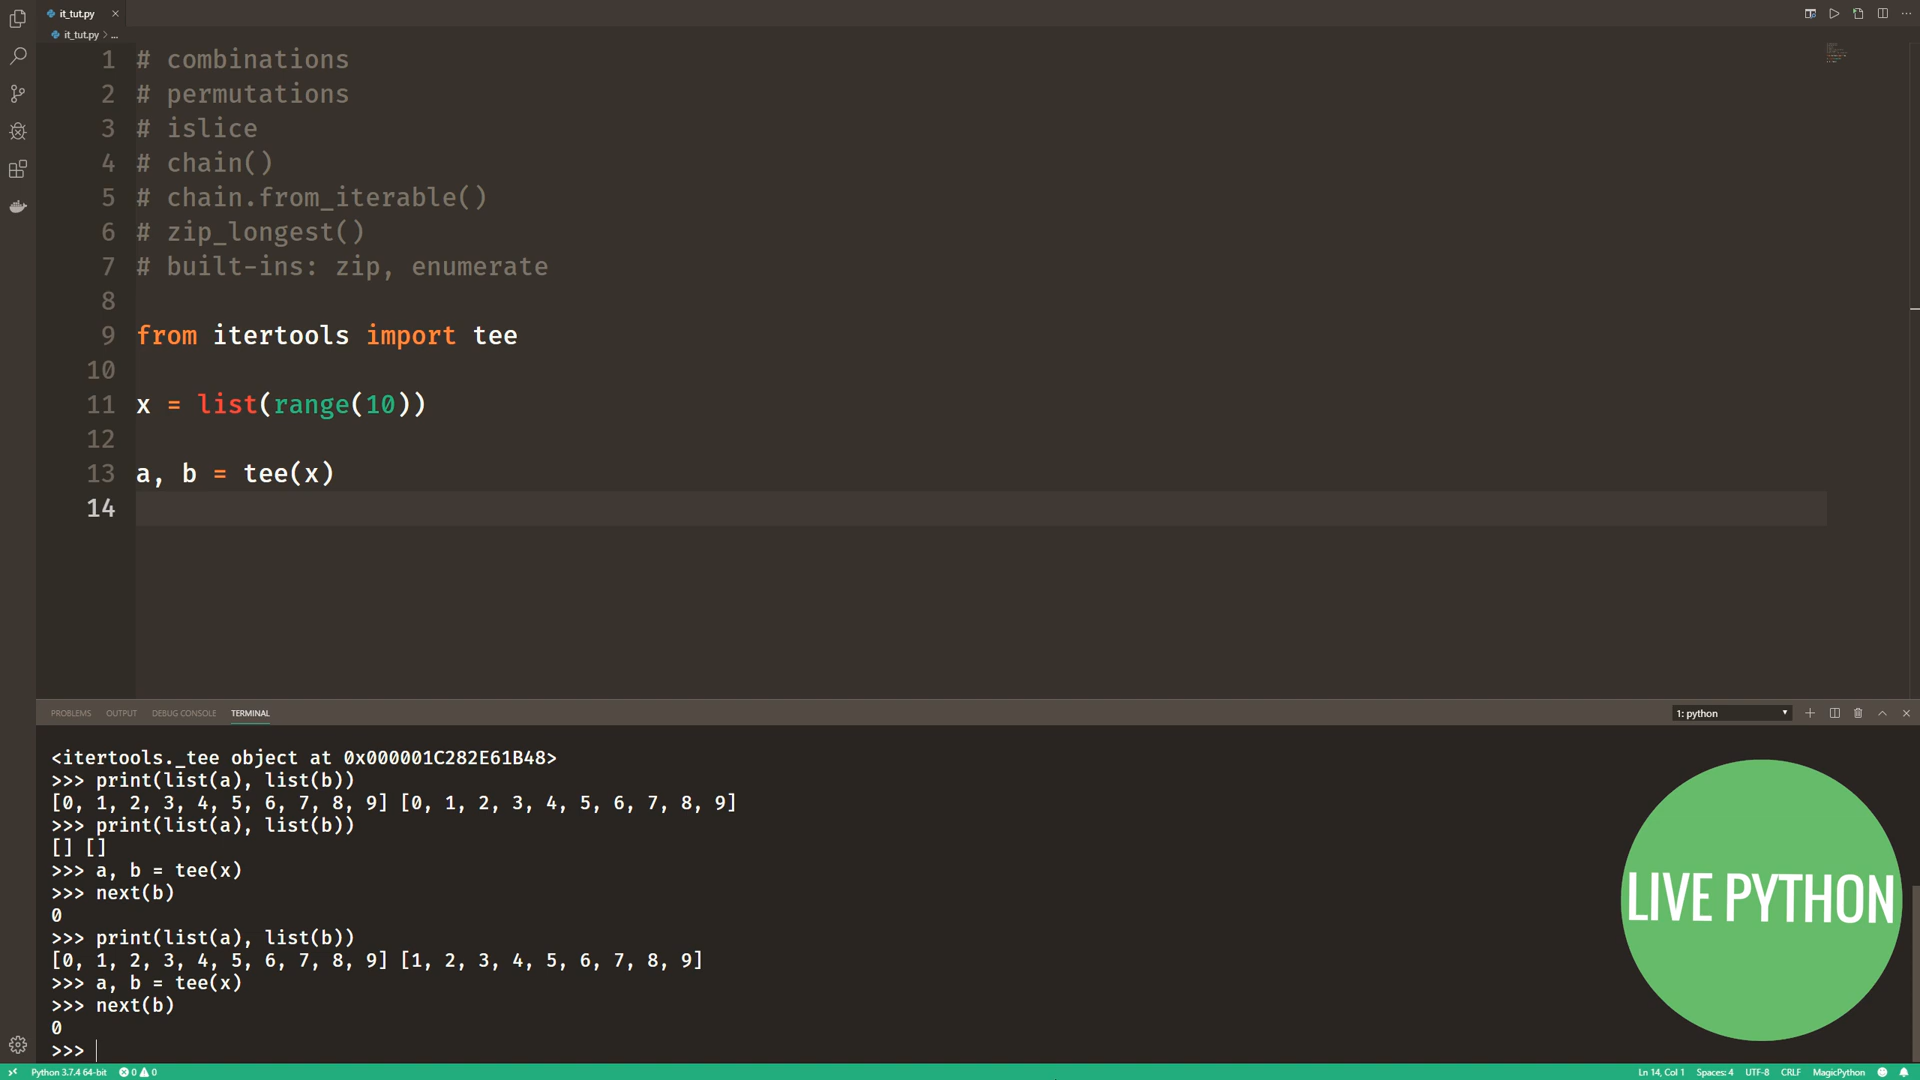 it_tut.py
it_tut.py > ...
1 # combinations
2 # permutations
3 # islice
4 # chain()
5 # chain.from_iterable()
6 # zip_longest()
7 # built-ins: zip, enumerate
8
9 from itertools import tee
10
11 x = list(range(10))
12
13 a, b = tee(x)
14
PROBLEMS OUTPUT DEBUG CONSOLE TERMINAL 1: python
<itertools._tee object at 0x000001C282E61B48>
>>> print(list(a), list(b))
[0, 1, 2, 3, 4, 5, 6, 7, 8, 9] [0, 1, 2, 3, 4, 5, 6, 7, 8, 9]
>>> print(list(a), list(b))
[] []
>>> a, b = tee(x)
>>> next(b)
0
>>> print(list(a), list(b))
[0, 1, 2, 3, 4, 5, 6, 7, 8, 9] [1, 2, 3, 4, 5, 6, 7, 8, 9]
>>> a, b = tee(x)
>>> next(b)
0
>>>
LIVE PYTHON
Python 3.7.4 64-bit 0 0 Ln 14, Col 1 Spaces: 4 UTF-8 CRLF MagicPython